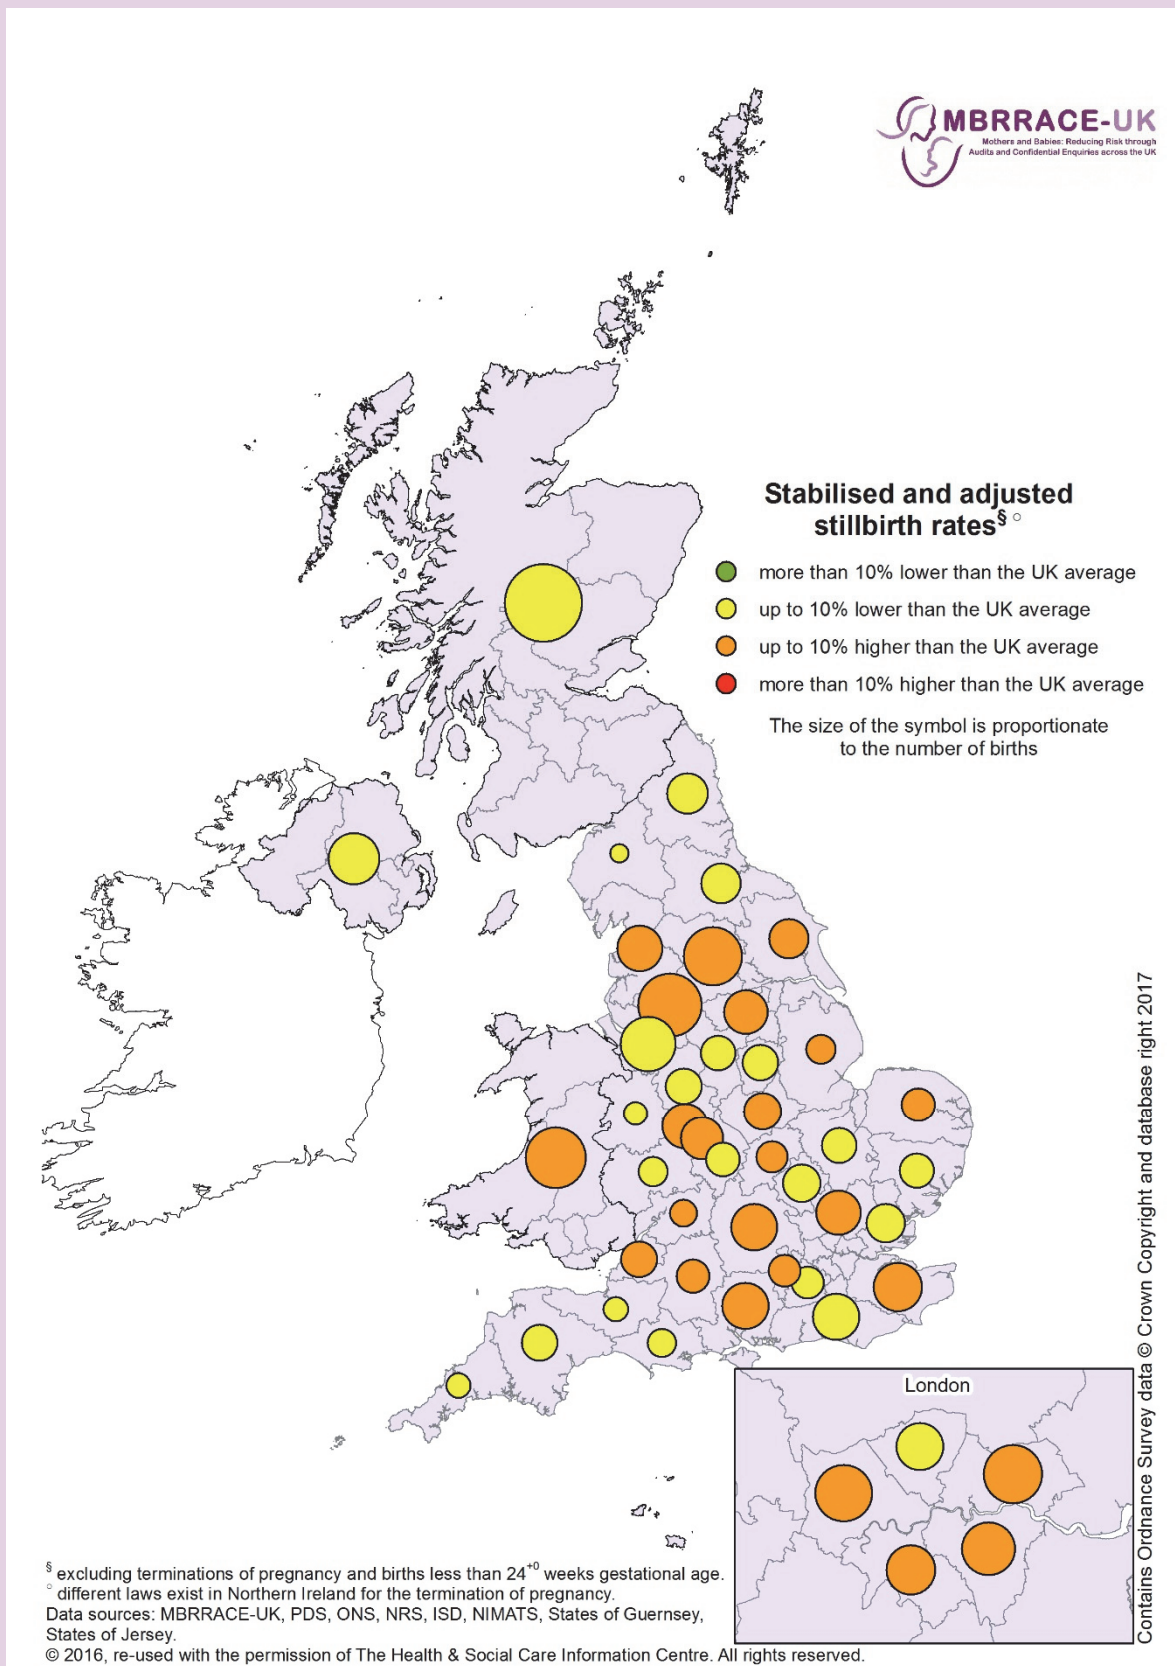 MBRRACE-UK
Mothers and Babies: Reducing Risk through
Audits and Confidential Enquiries across the UK
Stabilised and adjusted
stillbirth rates§ °
more than 10% lower than the UK average
up to 10% lower than the UK average
up to 10% higher than the UK average
more than 10% higher than the UK average
The size of the symbol is proportionate
to the number of births
London
Contains Ordnance Survey data © Crown Copyright and database right 2017
§ excluding terminations of pregnancy and births less than 24+0 weeks gestational age.
° different laws exist in Northern Ireland for the termination of pregnancy.
Data sources: MBRRACE-UK, PDS, ONS, NRS, ISD, NIMATS, States of Guernsey,
States of Jersey.
© 2016, re-used with the permission of The Health & Social Care Information Centre. All rights reserved.